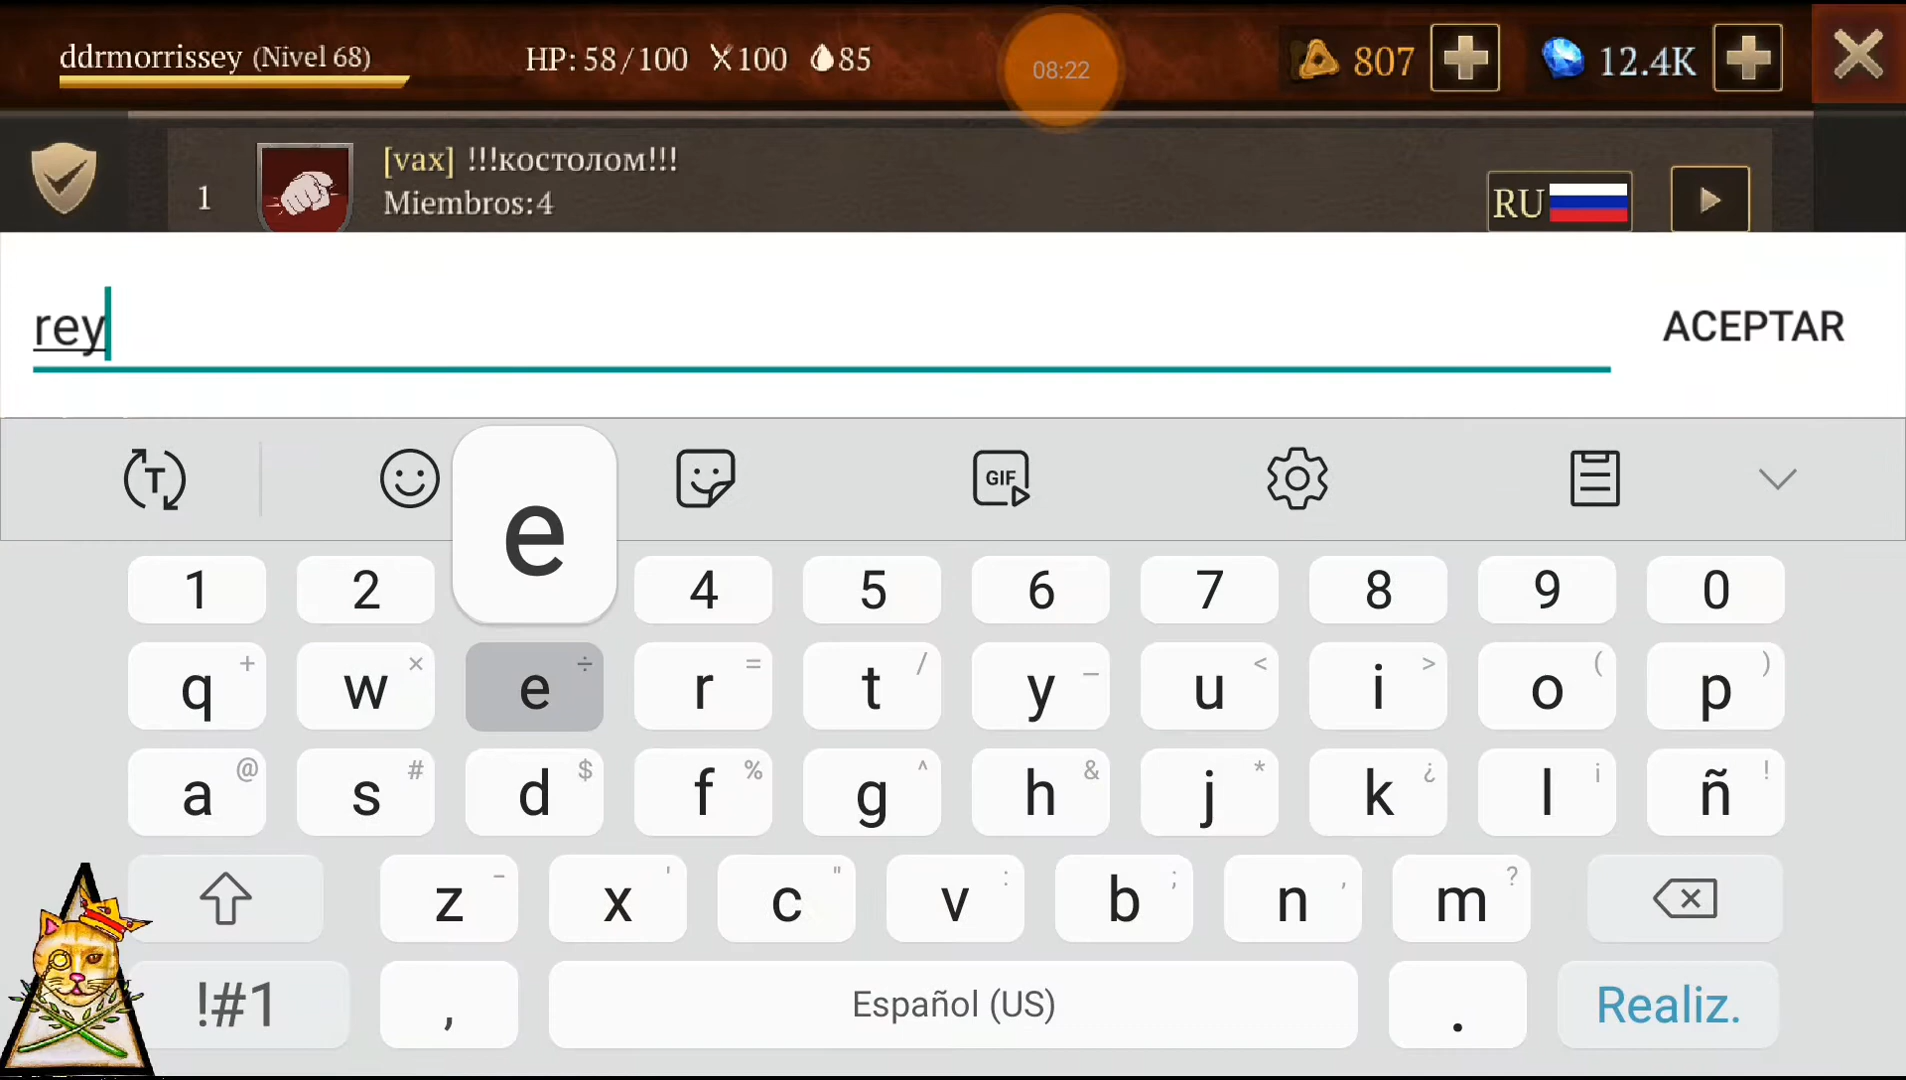 ddrmorrissey (Nivel 68)
HP: 58/100
100
85
08:22
807
12.4K
1
[vax] !!!костолом!!!
Miembros:4
RU
rey
ACEPTAR
T
GIF
e
1 2 4 5 6 7 8 9 0
q + w × e ÷ r = t / y _ u < i > o ( p )
a @ s # d $ f % g ^ h & j * k ¿ l ¡ ñ !
z - x ' c " v : b ; n , m ?
!#1 , Español (US) . Realiz.